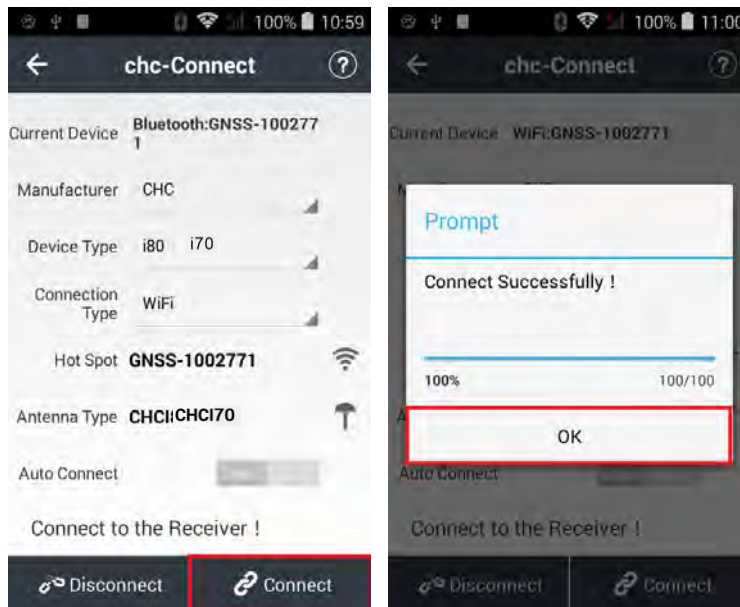 100% 10:59
chc-Connect ?
Current Device Bluetooth:GNSS-100277
1
Manufacturer CHC
Device Type i80 i70
Connection
Type WiFi
Hot Spot GNSS-1002771
Antenna Type CHCI70
Auto Connect
Connect to the Receiver !
Disconnect Connect
100% 11:00
chc-Connect ?
Current Device WiFi:GNSS-1002771
Prompt
Connect Successfully !
100% 100/100
OK
Auto Connect
Connect to the Receiver !
Disconnect Connect